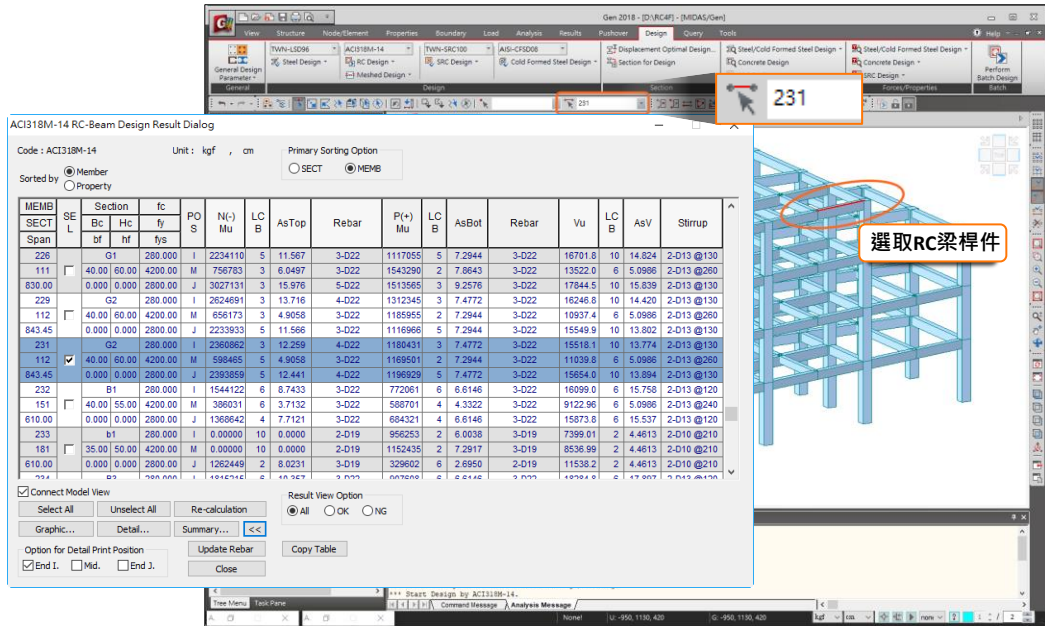 Gen 2018 - [D:\RC4F] - [MIDAS/Gen]
View Structure Node/Element Properties Boundary Load Analysis Results Pushover Design Query Tools Help
TWN-LSD96 ACI318M-14 TWN-SRC100 AISI-CFSD08 Displacement Optimal Design... Steel/Cold Formed Steel Design Steel/Cold Formed Steel Design
Steel Design RC Design SRC Design Cold Formed Steel Design Section for Design Concrete Design Concrete Design
General Design Parameter Meshed Design SRC Design Perform Batch Design
General Design Section Forces/Properties Batch
231
231
ACI318M-14 RC-Beam Design Result Dialog
Code : ACI318M-14 Unit : kgf , cm Primary Sorting Option
Sorted by Member SECT MEMB
Property
MEMB SE L Section fc PO S N(-) Mu LC B AsTop Rebar P(+) Mu LC B AsBot Rebar Vu LC B AsV Stirrup
SECT Bc Hc fy
Span bf hf fys
226 G1 280.000 I 2234110 5 11.567 3-D22 1117055 5 7.2944 3-D22 16701.8 10 14.824 2-D13 @130
111 40.00 60.00 4200.00 M 756783 3 6.0497 3-D22 1543290 2 7.8643 3-D22 13522.0 6 5.0986 2-D13 @260
830.00 0.000 0.000 2800.00 J 3027131 3 15.976 5-D22 1513565 3 9.2576 3-D22 17844.5 10 15.839 2-D13 @130
229 G2 280.000 I 2624691 3 13.716 4-D22 1312345 3 7.4772 3-D22 16246.8 10 14.420 2-D13 @130
112 40.00 60.00 4200.00 M 656173 3 4.9058 3-D22 1185955 2 7.2944 3-D22 10937.4 6 5.0986 2-D13 @260
843.45 0.000 0.000 2800.00 J 2233933 5 11.566 3-D22 1116966 5 7.2944 3-D22 15549.9 10 13.802 2-D13 @130
231 G2 280.000 I 2360862 3 12.259 4-D22 1180431 3 7.4772 3-D22 15518.1 10 13.774 2-D13 @130
112 40.00 60.00 4200.00 M 598465 5 4.9058 3-D22 1169501 2 7.2944 3-D22 11039.8 6 5.0986 2-D13 @260
843.45 0.000 0.000 2800.00 J 2393859 5 12.441 4-D22 1196929 5 7.4772 3-D22 15654.0 10 13.894 2-D13 @130
232 B1 280.000 I 1544122 6 8.7433 3-D22 772061 6 6.6146 3-D22 16099.0 6 15.758 2-D13 @120
151 40.00 55.00 4200.00 M 386031 6 3.7132 3-D22 588701 4 4.3322 3-D22 9122.96 6 5.0986 2-D13 @240
610.00 0.000 0.000 2800.00 J 1368642 4 7.7121 3-D22 684321 4 6.6146 3-D22 15873.8 6 15.537 2-D13 @120
233 b1 280.000 I 0.00000 10 0.0000 2-D19 956253 2 6.0038 3-D19 7399.01 2 4.4613 2-D10 @210
181 35.00 50.00 4200.00 M 0.00000 10 0.0000 2-D19 1152435 2 7.2917 3-D19 8536.99 2 4.4613 2-D10 @210
610.00 0.000 0.000 2800.00 J 1262449 2 8.0231 3-D19 329602 6 2.6950 2-D19 11538.2 2 4.4613 2-D10 @210
選取RC梁桿件
Connect Model View Result View Option
Select All Unselect All Re-calculation All OK NG
Graphic... Detail... Summary... <<
Option for Detail Print Position Update Rebar Copy Table
End I. Mid. End J. Close
*** Start Design by ACI318M-14.
Tree Menu Task Pane Command Message Analysis Message
None! U: -950, 1130, 420 G: -950, 1130, 420 kgf cm non 2